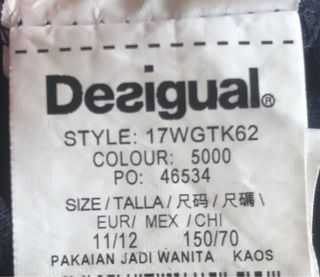 Desigual®
STYLE: 17WGTK62
COLOUR: 5000
PO: 46534
SIZE / TALLA / 尺码 / 尺碼 \
EUR/ MEX / CHI
11/12 150/70
PAKAIAN JADI WANITA KAOS